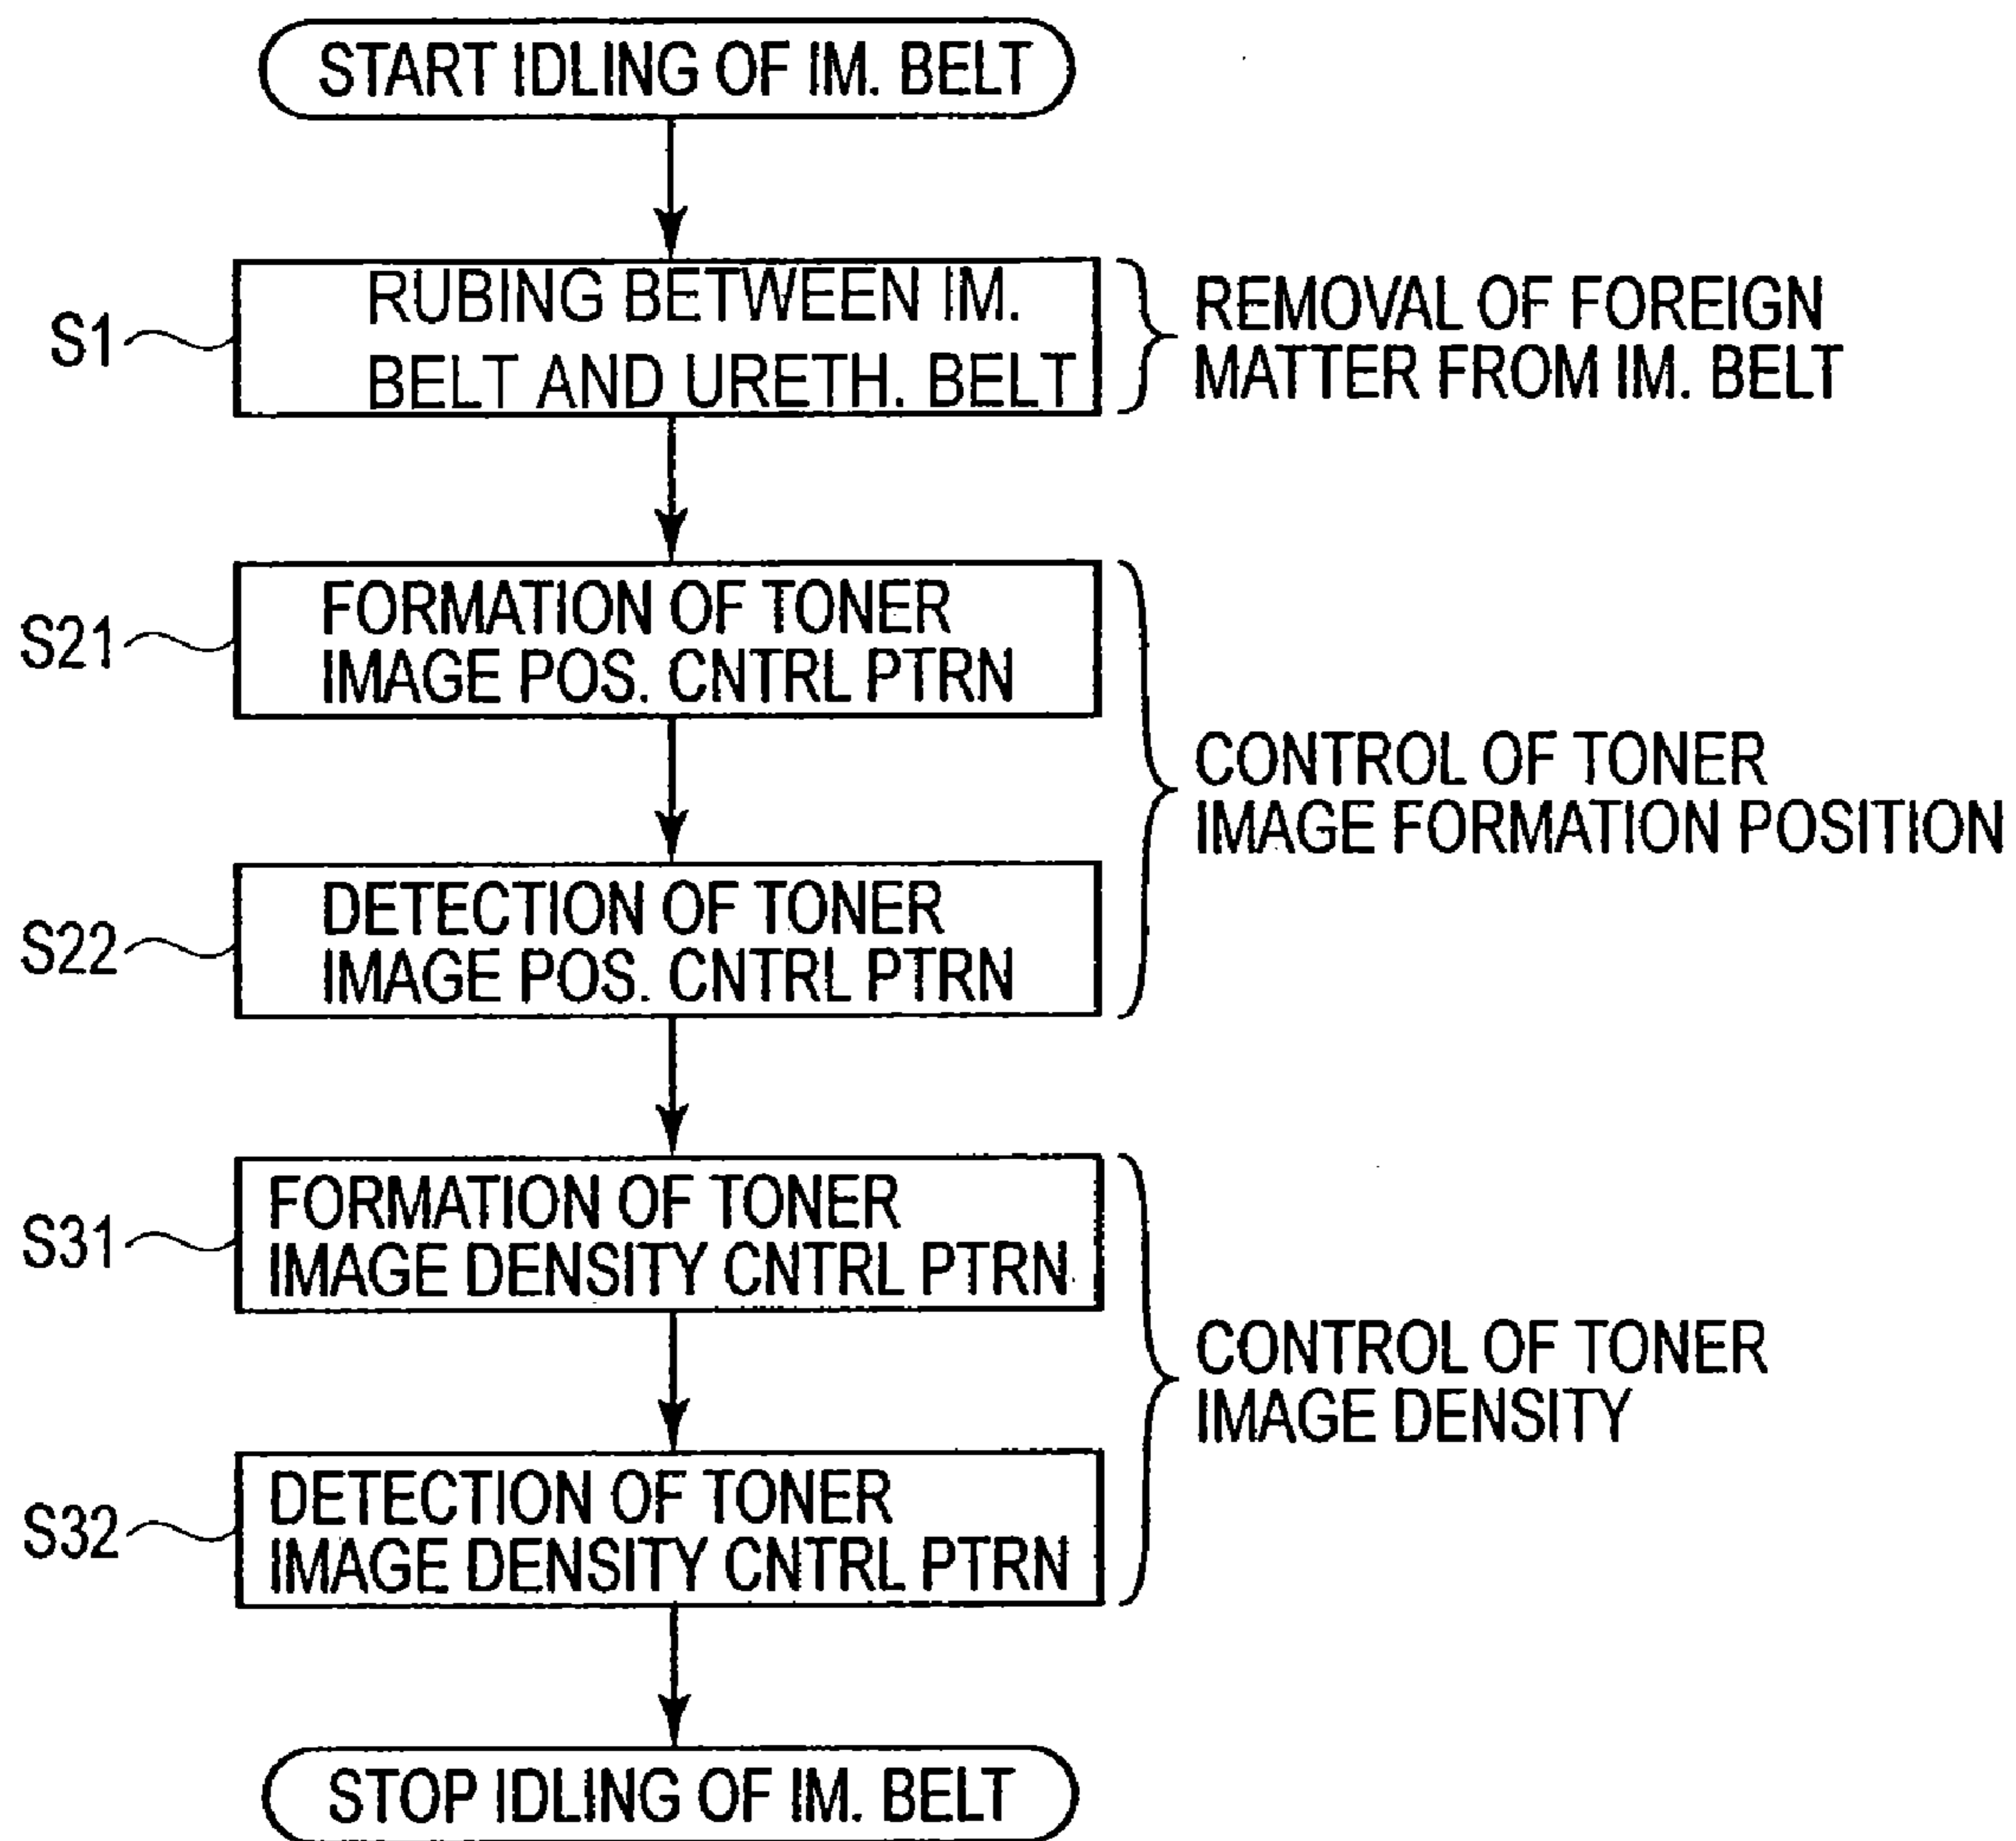 START IDLING OF IM. BELT
S1
RUBING BETWEEN IM.
BELT AND URETH. BELT
REMOVAL OF FOREIGN
MATTER FROM IM. BELT
S21
FORMATION OF TONER
IMAGE POS. CNTRL PTRN
CONTROL OF TONER
IMAGE FORMATION POSITION
S22
DETECTION OF TONER
IMAGE POS. CNTRL PTRN
S31
FORMATION OF TONER
IMAGE DENSITY CNTRL PTRN
CONTROL OF TONER
IMAGE DENSITY
S32
DETECTION OF TONER
IMAGE DENSITY CNTRL PTRN
STOP IDLING OF IM. BELT